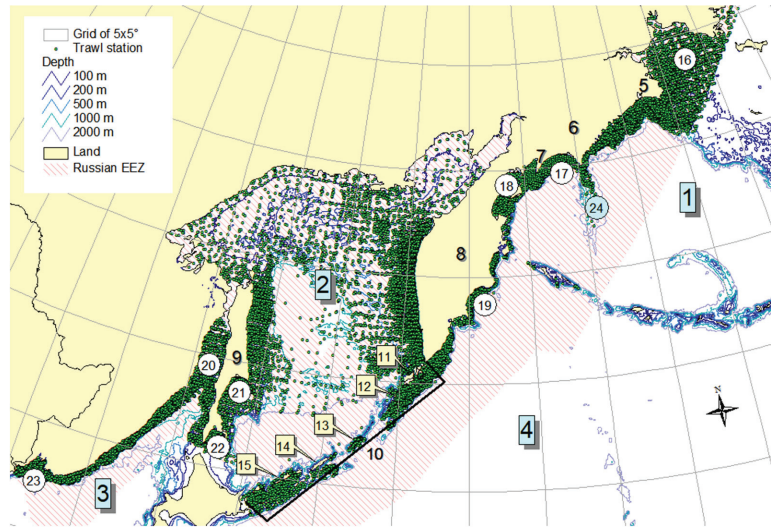 Grid of 5x5°
Trawl station
Depth
100 m
200 m
500 m
1000 m
2000 m
Land
Russian EEZ
16
5
6
7
17
18
24
1
8
2
19
11
20
9
12
21
4
13
10
22
14
15
N
23
3